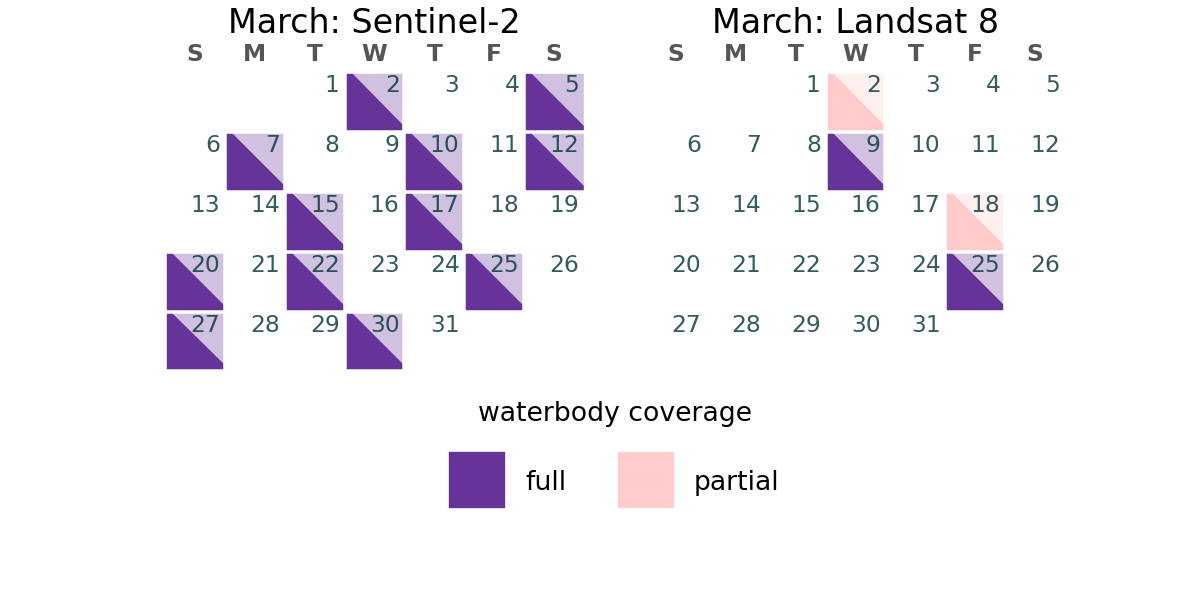 March: Sentinel-2
S M T W T F S
1 2 3 4 5
6 7 8 9 10 11 12
13 14 15 16 17 18 19
20 21 22 23 24 25 26
27 28 29 30 31
March: Landsat 8
S M T W T F S
1 2 3 4 5
6 7 8 9 10 11 12
13 14 15 16 17 18 19
20 21 22 23 24 25 26
27 28 29 30 31
waterbody coverage
full
partial